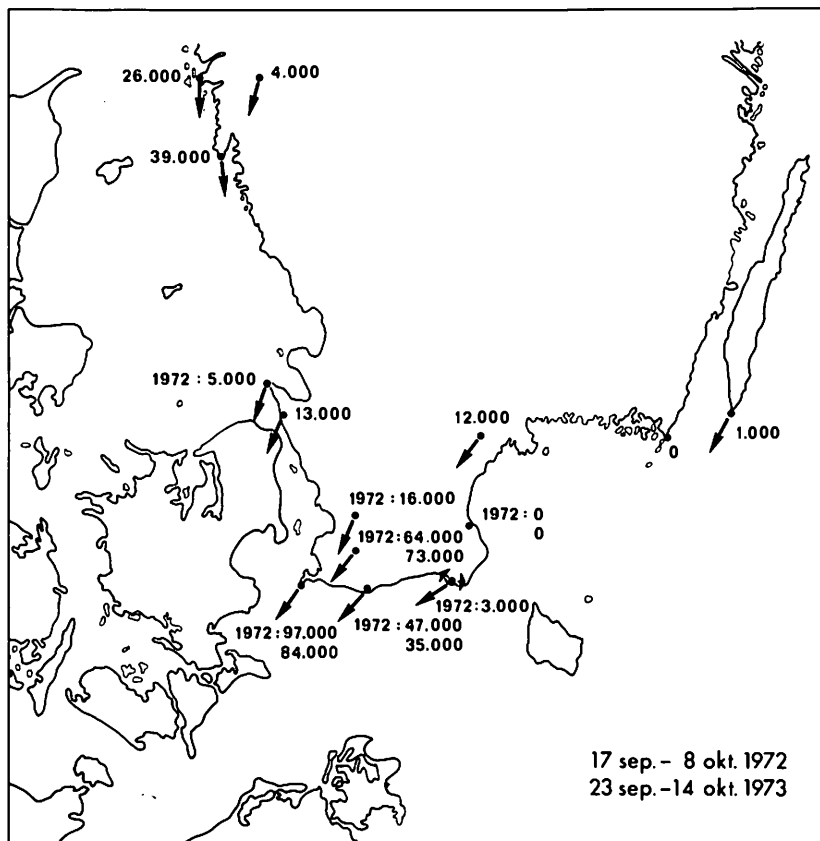 26.000
4.000
39.000
1972 : 5.000
13.000
12.000
0
1.000
1972 : 16.000
1972 : 64.000
73.000
1972 : 0
0
1972 : 3.000
1972 : 97.000
84.000
1972 : 47.000
35.000
17 sep. – 8 okt. 1972
23 sep. –14 okt. 1973